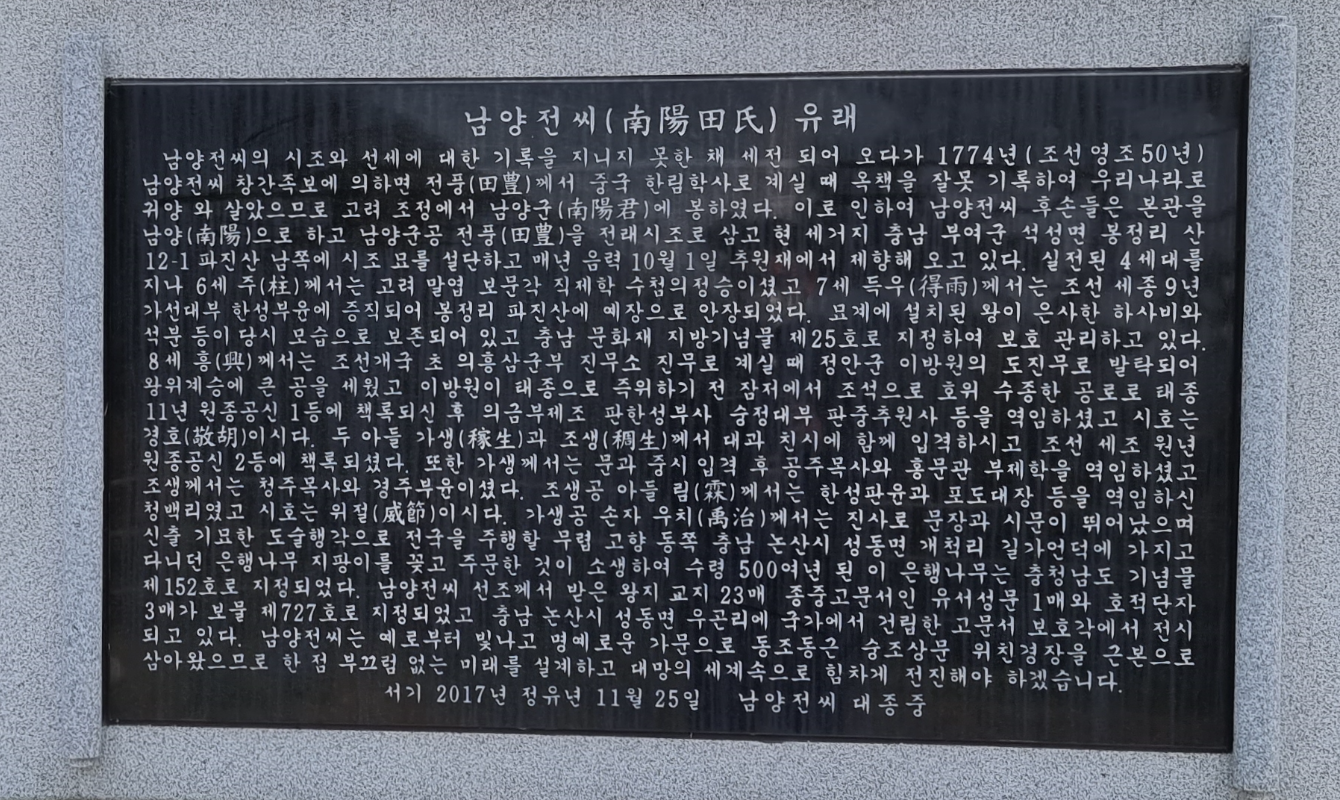 남양전씨(南陽田氏) 유래
남양전씨의 시조와 선세에 대한 기록을 지니지 못한 채 세전 되어 오다가 1774년(조선영조50년)
남양전씨 창간족보에 의하면 전풍(田豊)께서 중국 한림학사로 계실 때 옥책을 잘못 기록하여 우리나라로
귀양 와 살았으므로 고려 조정에서 남양군(南陽君)에 봉하였다. 이로 인하여 남양전씨 후손들은 본관을
남양(南陽)으로 하고 남양군공 전풍(田豊)을 전래시조로 삼고 현 세거지 충남 부여군 석성면 봉정리 산
12-1 파진산 남쪽에 시조 묘를 설단하고 매년 음력 10월 1일 추원재에서 제향해 오고 있다. 실전된 4세대를
지나 6세 주(柱)께서는 고려 말엽 보문각 직제학 수첨의정승이셨고 7세 득우(得雨)께서는 조선 세종9년
가선대부 한성부윤에 증직되어 봉정리 파진산에 예장으로 안장되었다. 묘계에 설치된 왕이 은사한 하사비와
석분등이 당시 모습으로 보존되어 있고 충남 문화재 지방기념물 제25호로 지정하여 보호 관리하고 있다.
8세 흥(興)께서는 조선개국 초 의흥삼군부 진무소 진무로 계실 때 정안군 이방원의 도진무로 발탁되어
왕위계승에 큰 공을 세웠고 이방원이 태종으로 즉위하기 전 잠저에서 조석으로 호위 수종한 공로로 태종
11년 원종공신 1등에 책록되신 후 의금부제조 판한성부사 숭정대부 판중추원사 등을 역임하셨고 시호는
경호(敬胡)이시다. 두 아들 가생(稼生)과 조생(稠生)께서 대과 친시에 함께 입격하시고 조선 세조 원년
원종공신 2등에 책록되셨다. 또한 가생께서는 문과 중시입격 후 공주목사와 홍문관 부제학을 역임하셨고
조생께서는 청주목사와 경주부윤이셨다. 조생공 아들 림(霖)께서는 한성판윤과 포도대장 등을 역임하신
청백리였고 시호는 위절(威節)이시다. 가생공 손자 우치(禹治)께서는 진사로 문장과 시문이 뛰어났으며
신출 기묘한 도술행각으로 전국을 주행할 무렵 고향 동쪽 충남 논산시 성동면 개척리 길가언덕에 가지고
다니던 은행나무 지팡이를 꽂고 주문한 것이 소생하여 수령 500여년 된 이 은행나무는 충청남도 기념물
제152호로 지정되었다. 남양전씨 선조께서 받은 왕지 교지 23매 종중고문서인 유서성문 1매와 호적단자
3매가 보물 제727호로 지정되었고 충남 논산시 성동면 우곤리에 국가에서 건립한 고문서 보호각에서 전시
되고 있다. 남양전씨는 예로부터 빛나고 명예로운 가문으로 동조동근 숭조상문 위친경장을 근본으로
삼아왔으므로 한 점 부끄럼 없는 미래를 설계하고 대망의 세계속으로 힘차게 전진해야 하겠습니다.
서기 2017년 정유년 11월 25일 남양전씨 대종중